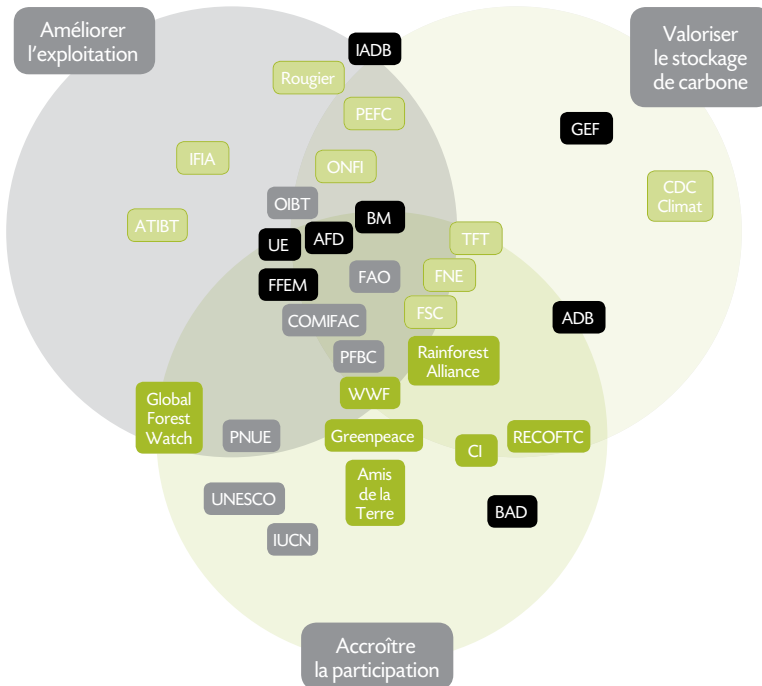 Améliorer
l'exploitation
Valoriser
le stockage
de carbone
IADB
Rougier
PEFC
GEF
IFIA
ONFI
CDC
Climat
OIBT
ATIBT
BM
UE
AFD
TFT
FFEM
FAO
FNE
COMIFAC
FSC
ADB
PFBC
Rainforest
Alliance
WWF
Global
Forest
Watch
PNUE
Greenpeace
CI
RECOFTC
Amis
de la
Terre
UNESCO
BAD
IUCN
Accroître
la participation